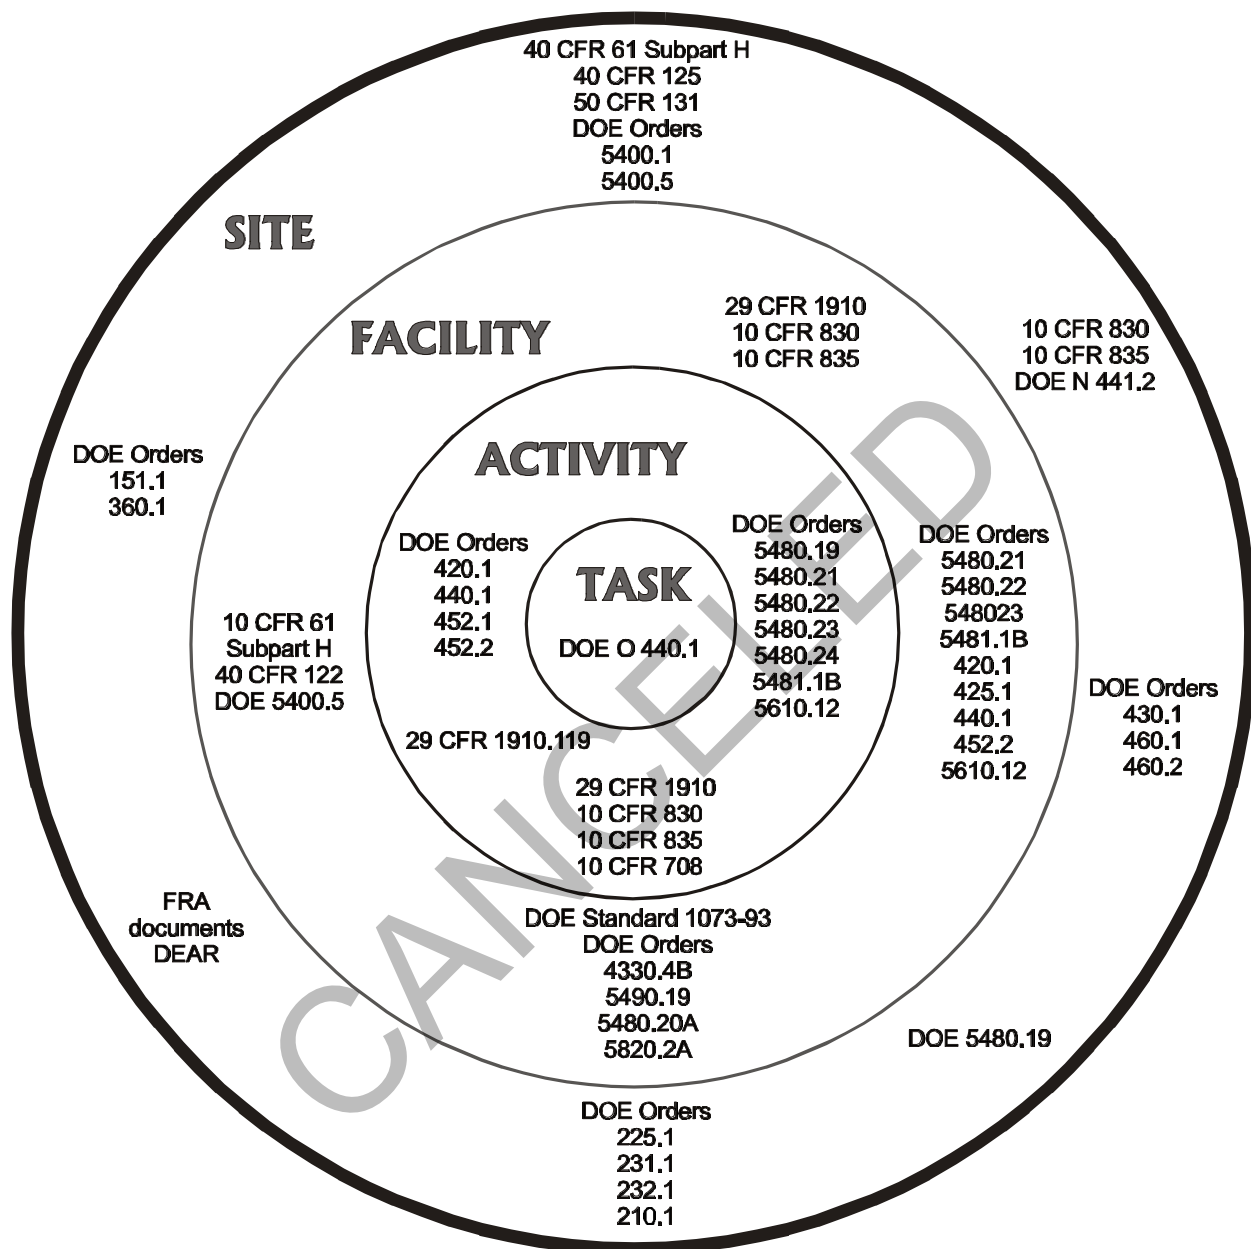 40 CFR 61 Subpart H
40 CFR 125
50 CFR 131
DOE Orders
5400.1
5400.5
SITE
FACILITY
29 CFR 1910
10 CFR 830
10 CFR 835
10 CFR 830
10 CFR 835
DOE N 441.2
ACTIVITY
DOE Orders
151.1
360.1
DOE Orders
420.1
440.1
452.1
452.2
TASK
DOE O 440.1
DOE Orders
5480.19
5480.21
5480.22
5480.23
5480.24
5481.1B
5610.12
DOE Orders
5480.21
5480.22
548023
5481.1B
420.1
425.1
440.1
452.2
5610.12
10 CFR 61
Subpart H
40 CFR 122
DOE 5400.5
DOE Orders
430.1
460.1
460.2
29 CFR 1910.119
29 CFR 1910
10 CFR 830
10 CFR 835
10 CFR 708
FRA
documents
DEAR
DOE Standard 1073-93
DOE Orders
4330.4B
5490.19
5480.20A
5820.2A
DOE 5480.19
DOE Orders
225.1
231.1
232.1
210.1
CANCELED